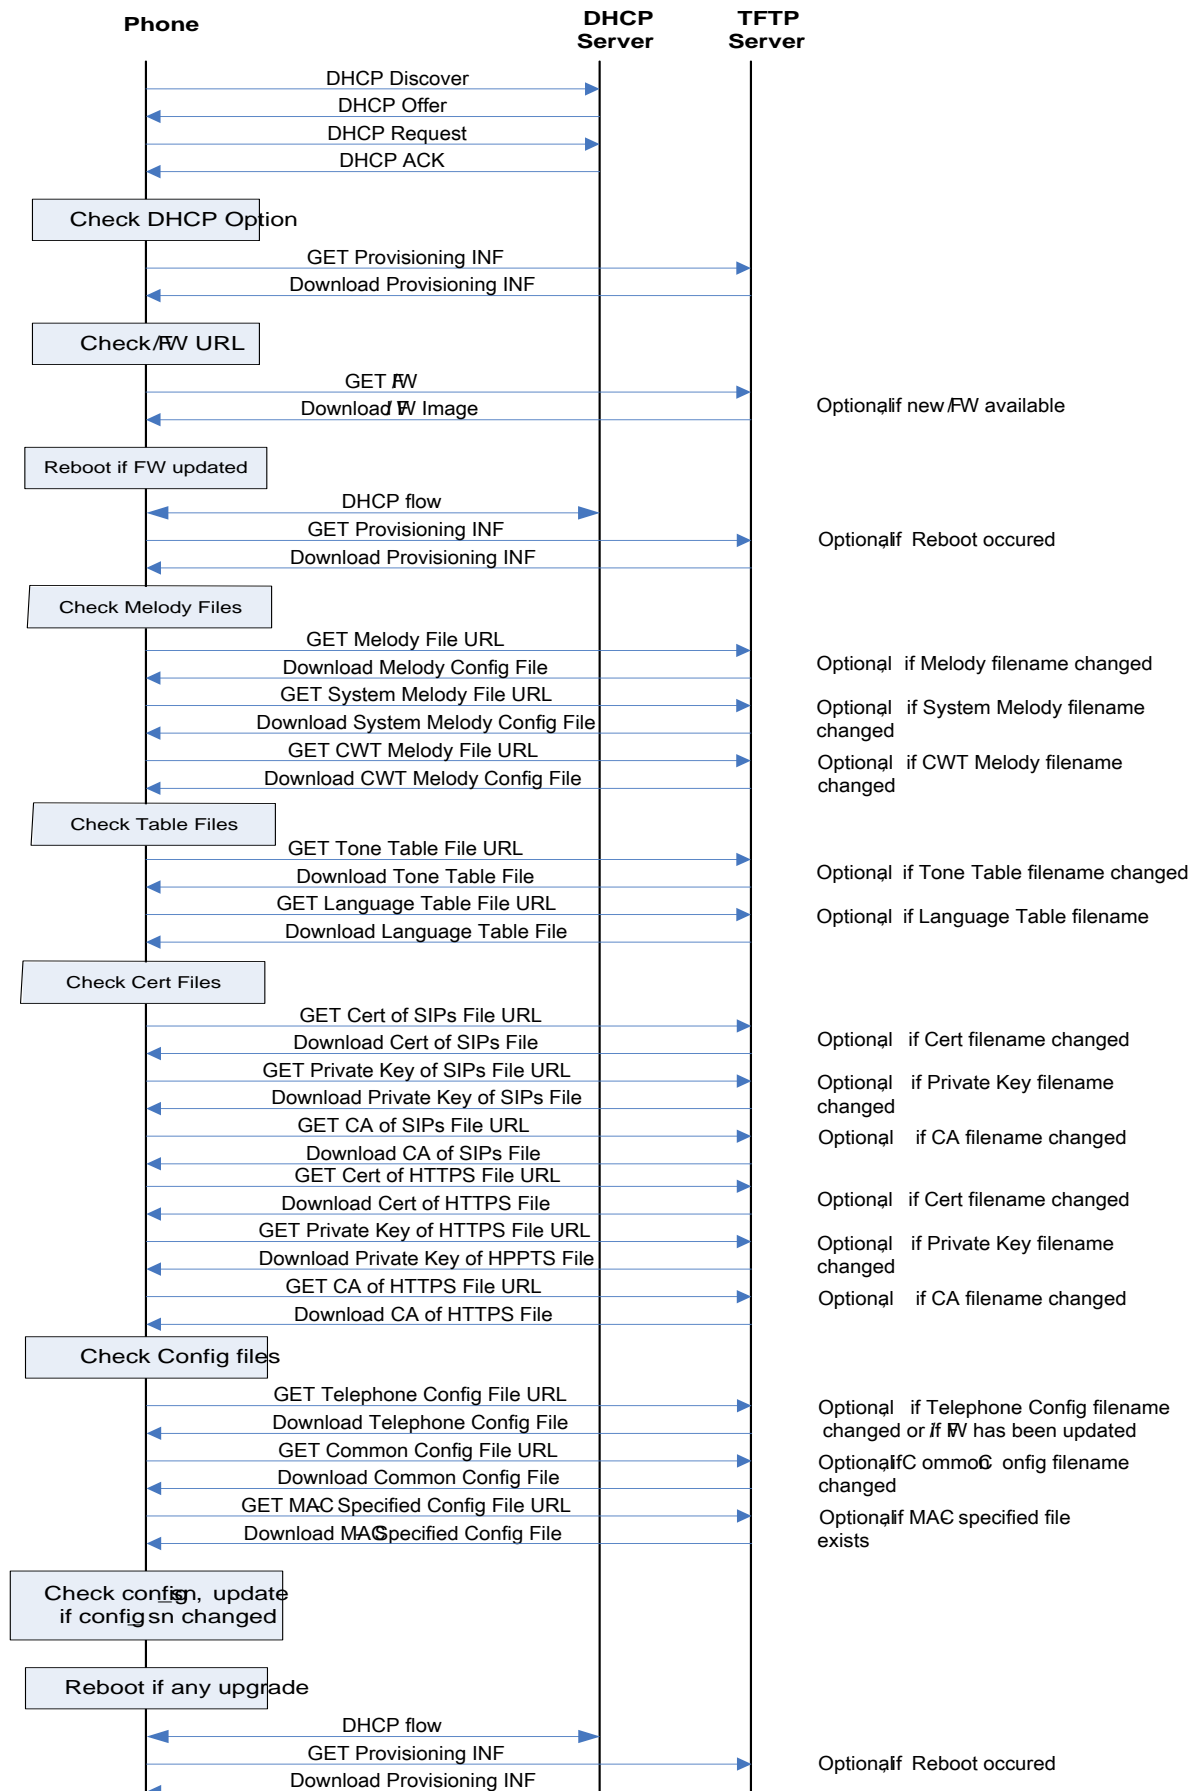 Phone
DHCP
Server
TFTP
Server
DHCP Discover
DHCP Offer
DHCP Request
DHCP ACK
Check DHCP Option
GET Provisioning INF
Download Provisioning INF
Check F/W URL
GET F/W
Download F/W Image
Optional, if new F/W available
Reboot if FW updated
DHCP flow
GET Provisioning INF
Optional, if Reboot occured
Download Provisioning INF
Check Melody Files
GET Melody File URL
Download Melody Config File
Optional, if Melody filename changed
GET System Melody File URL
Optional, if System Melody filename
changed
Download System Melody Config File
GET CWT Melody File URL
Optional, if CWT Melody filename
changed
Download CWT Melody Config File
Check Table Files
GET Tone Table File URL
Download Tone Table File
Optional, if Tone Table filename changed
GET Language Table File URL
Optional, if Language Table filename
Download Language Table File
Check Cert Files
GET Cert of SIPs File URL
Download Cert of SIPs File
Optional, if Cert filename changed
GET Private Key of SIPs File URL
Optional, if Private Key filename
changed
Download Private Key of SIPs File
GET CA of SIPs File URL
Optional, if CA filename changed
Download CA of SIPs File
GET Cert of HTTPS File URL
Download Cert of HTTPS File
Optional, if Cert filename changed
GET Private Key of HTTPS File URL
Optional, if Private Key filename
changed
Download Private Key of HPPTS File
GET CA of HTTPS File URL
Optional, if CA filename changed
Download CA of HTTPS File
Check Config files
GET Telephone Config File URL
Optional, if Telephone Config filename
changed or if F/W has been updated
Download Telephone Config File
GET Common Config File URL
Optional, if Common Config filename
changed
Download Common Config File
GET MAC-Specified Config File URL
Optional, if MAC-specified file
exists
Download MAC-Specified Config File
Check config_sn, update
if config_sn changed
Reboot if any upgrade
DHCP flow
GET Provisioning INF
Optional, if Reboot occured
Download Provisioning INF